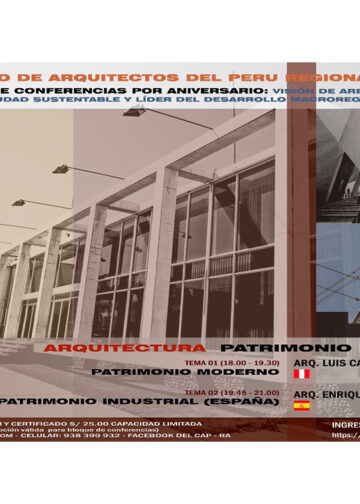 O DE ARQUITECTOS DEL PERU REGIONA
E CONFERENCIAS POR ANIVERSARIO: VISIÓN DE ARE
UDAD SUSTENTABLE Y LÍDER DEL DESARROLLO MACROREG
ARQUITECTURA PATRIMONIO
TEMA 01 (18.00 - 19.30)
PATRIMONIO MODERNO
ARQ. LUIS CA
TEMA 02 (19.45 - 21.00)
PATRIMONIO INDUSTRIAL (ESPAÑA)
ARQ. ENRIQU
Y CERTIFICADO S/ 25.00 CAPACIDAD LIMITADA
pción válida para bloque de conferencias)
OM - CELULAR: 938 399 932 - FACEBOOK DEL CAP - RA
INGRES
https:/